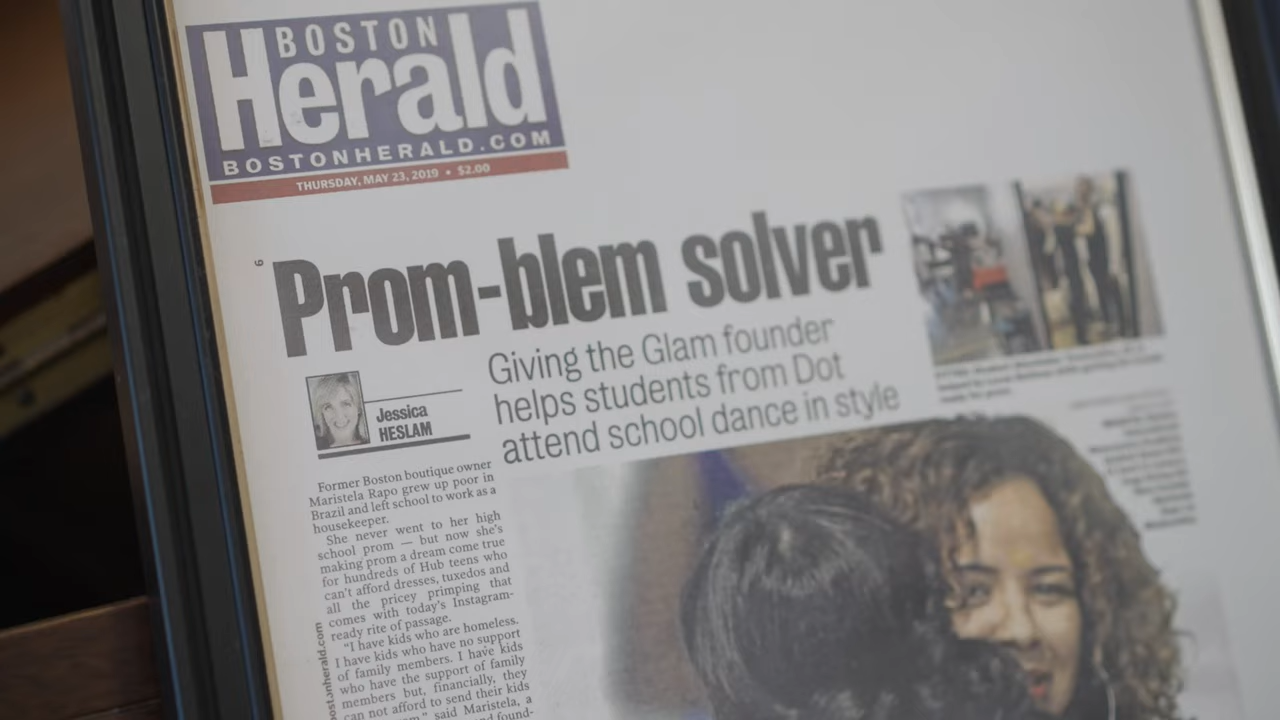 BOSTON
Herald
BOSTONHERALD.COM
THURSDAY, MAY 23, 2019 • $2.00
6
Prom-blem solver
Giving the Glam founder
helps students from Dot
attend school dance in style
Jessica
HESLAM
Former Boston boutique owner
Maristela Rapo grew up poor in
Brazil and left school to work as a
housekeeper.
She never went to her high
school prom — but now she's
making prom a dream come true
for hundreds of Hub teens who
can't afford dresses, tuxedos and
all the pricey primping that
comes with today's Instagram-
ready rite of passage.
"I have kids who are homeless.
I have kids who have no support
of family members. I have kids
who have the support of family
members but, financially, they
can not afford to send their kids
said Maristela, a
and found-
ostonherald.com